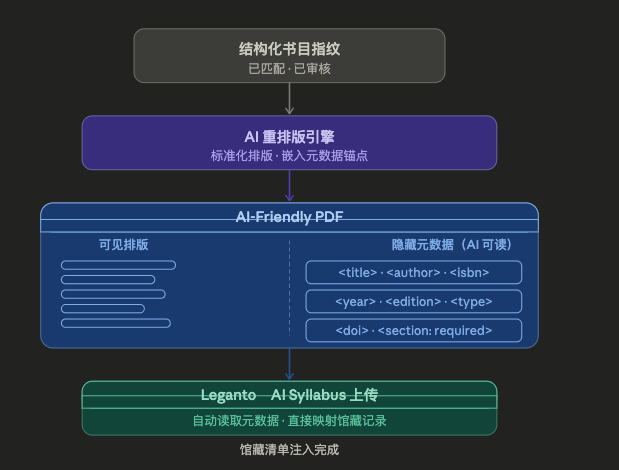 结构化书目指纹
已匹配 · 已审核
AI 重排版引擎
标准化排版 · 嵌入元数据锚点
AI-Friendly PDF
可见排版
隐藏元数据（AI 可读）
<title> · <author> · <isbn>
<year> · <edition> · <type>
<doi> · <section: required>
Leganto AI Syllabus 上传
自动读取元数据 · 直接映射馆藏记录
馆藏清单注入完成